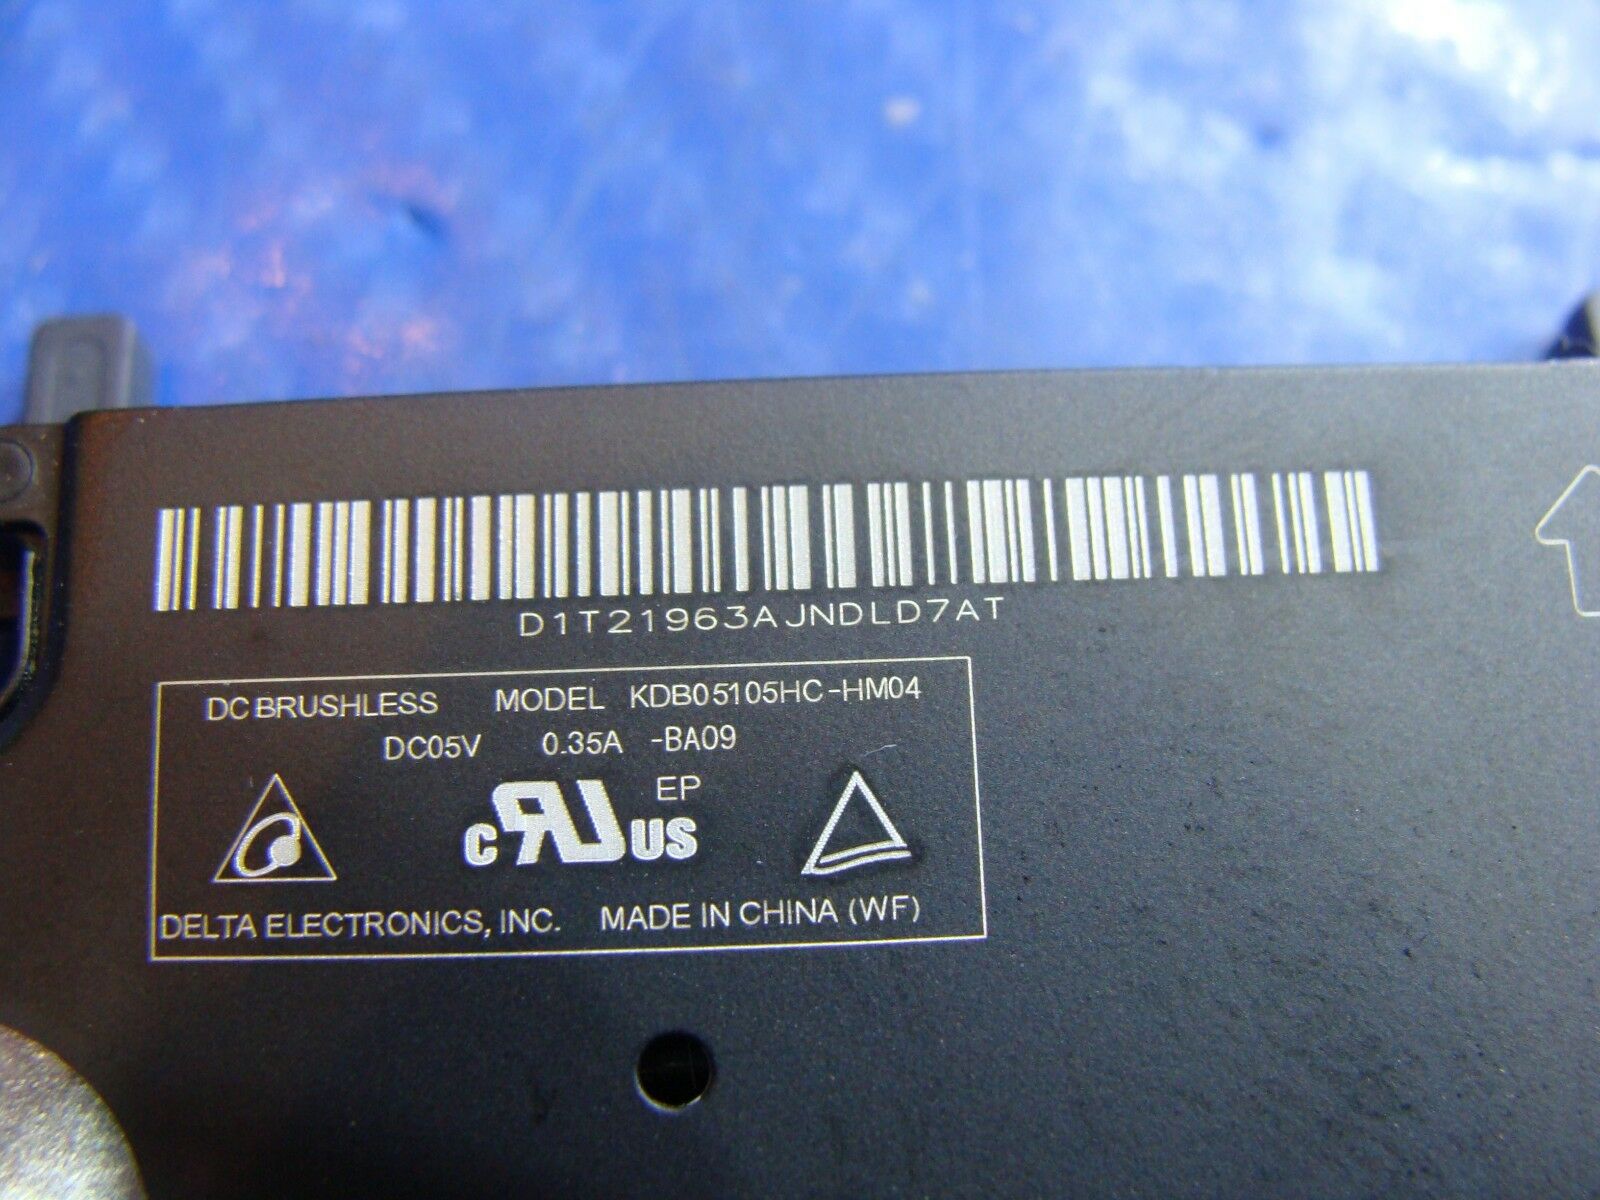 D1T21963AJNDLD7AT
DC BRUSHLESS MODEL KDB05105HC-HM04
DC05V 0.35A -BA09
c RU US EP
DELTA ELECTRONICS, INC. MADE IN CHINA (WF)